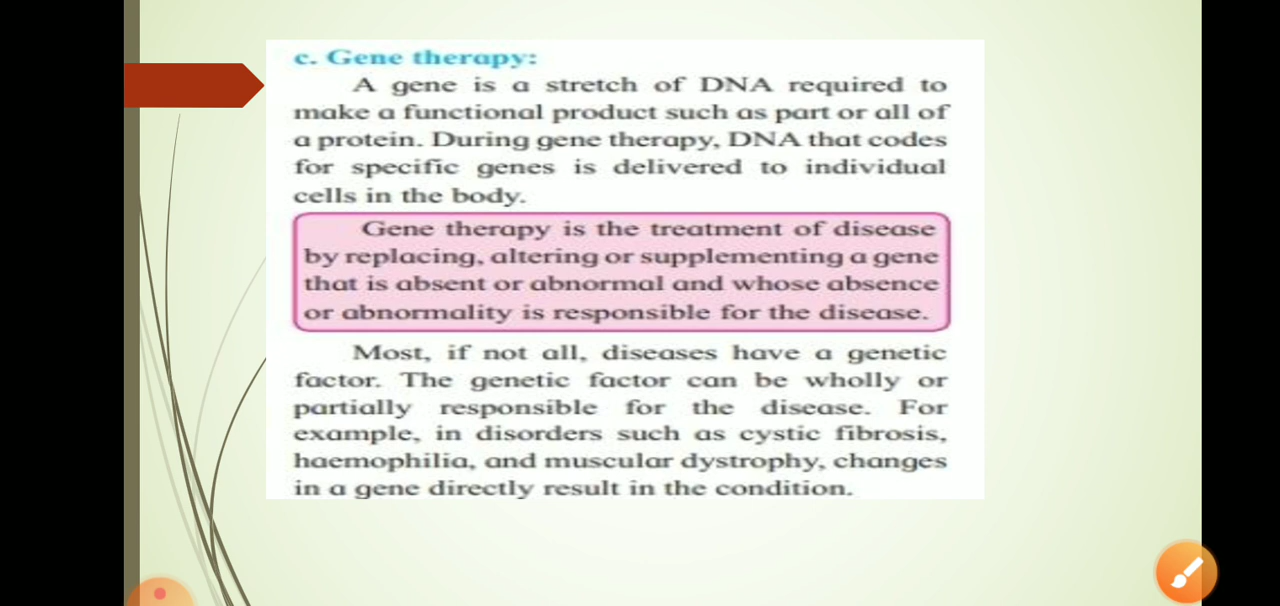 c. Gene therapy:
A gene is a stretch of DNA required to
make a functional product such as part or all of
a protein. During gene therapy, DNA that codes
for specific genes is delivered to individual
cells in the body.
Gene therapy is the treatment of disease
by replacing, altering or supplementing a gene
that is absent or abnormal and whose absence
or abnormality is responsible for the disease.
Most, if not all, diseases have a genetic
factor. The genetic factor can be wholly or
partially responsible for the disease. For
example, in disorders such as cystic fibrosis,
haemophilia, and muscular dystrophy, changes
in a gene directly result in the condition.